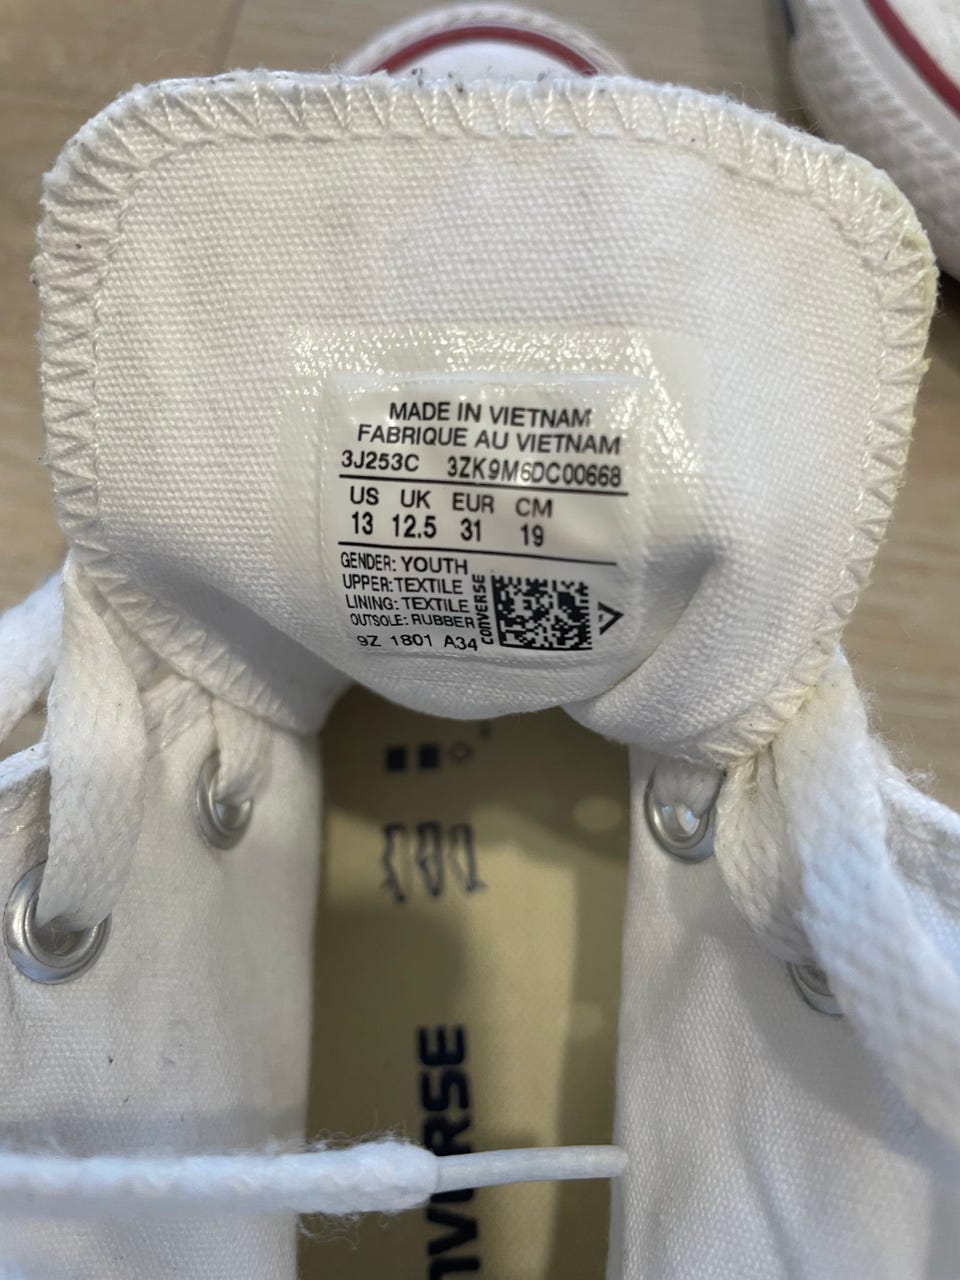 MADE IN VIETNAM
FABRIQUE AU VIETNAM
3J253C 3ZK9M6DC00668
US UK EUR CM
13 12.5 31 19
GENDER: YOUTH
UPPER: TEXTILE
LINING: TEXTILE
OUTSOLE: RUBBER
9Z 1801 A34
CONVERSE
NVERSE